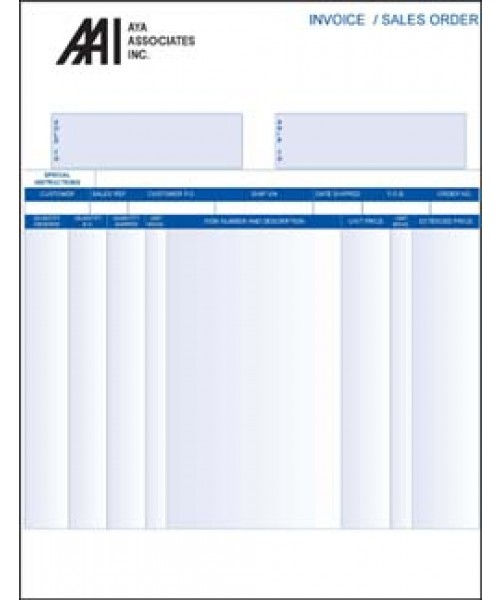 AAI
AYA
ASSOCIATES
INC.
INVOICE / SALES ORDER
SOLD TO
SHIP TO
SPECIAL
INSTRUCTIONS
CUSTOMER SALES REP CUSTOMER P.O. SHIP VIA DATE SHIPPED F.O.B. ORDER NO.
QUANTITY ORDERED QUANTITY B.O. QUANTITY SHIPPED UNIT MEAS. ITEM NUMBER AND DESCRIPTION UNIT PRICE UNIT MEAS. EXTENDED PRICE